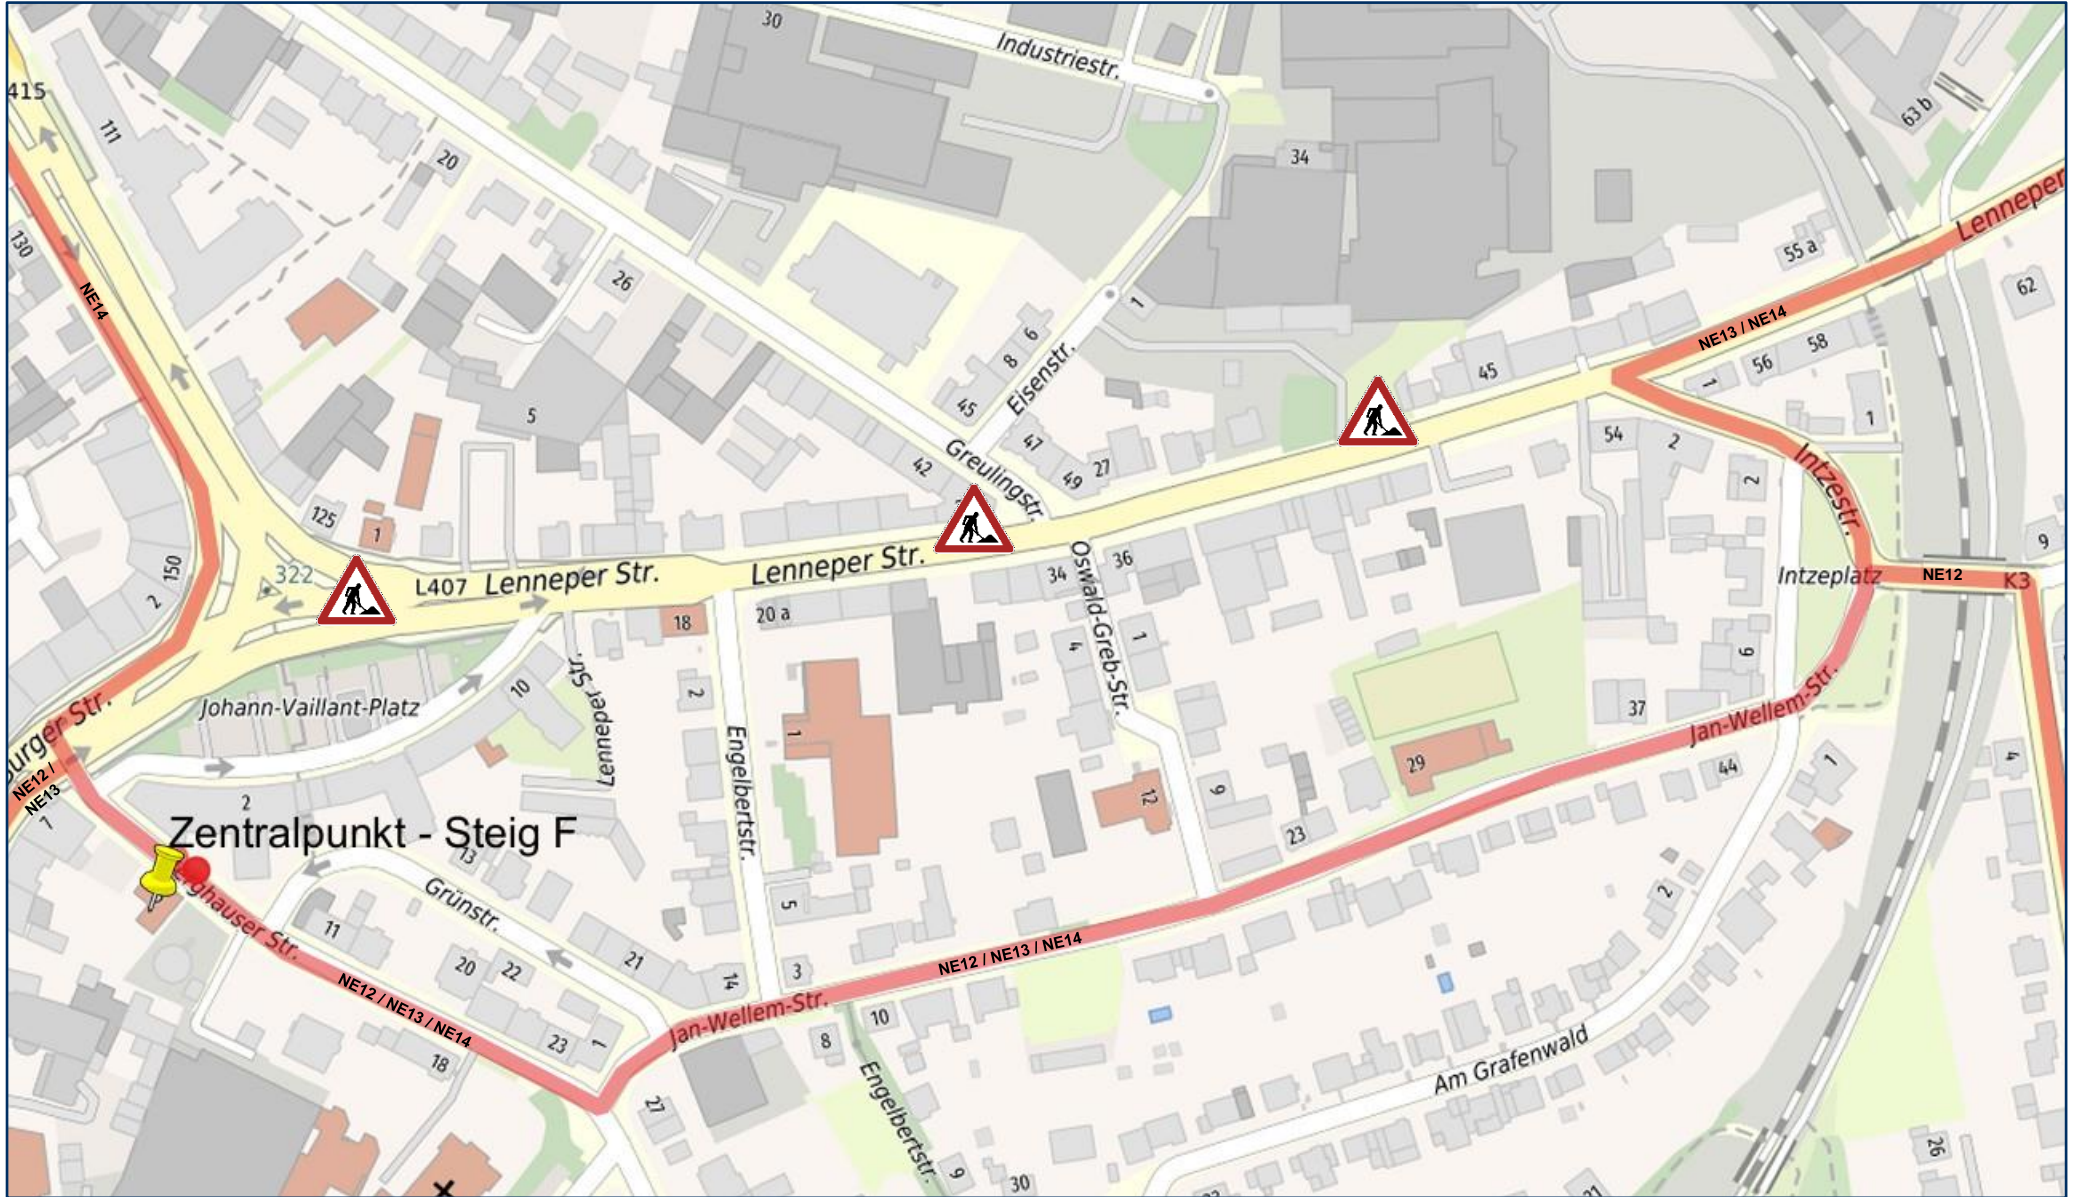 30
Industriestr.
415
111
63 b
20
34
130
Lenneper
55 a
26
62
NE14
1
6
8
NE13 / NE14
58
56
45
Eisenstr.
45
1
1
5
47
Greulingstr.
42
49
27
54
2
2
Intzestr.
125
1
150
322
L407
Lenneper Str.
Lenneper Str.
34
36
Intzeplatz
NE12
K3
9
2
18
20 a
Oswald-Greb-Str.
4
1
9
Lenneper Str.
10
2
37
Jan-Wellem-Str.
burger Str.
Johann-Vaillant-Platz
Engelbertstr.
1
29
44
1
4
NE12 /
NE13
7
2
12
9
Zentralpunkt - Steig F
23
13
Grünstr.
5
2
erghauser Str.
11
20
22
21
14
3
NE12 / NE13 / NE14
NE12 / NE13 / NE14
Jan-Wellem-Str.
10
8
18
23
1
27
Engelbertstr.
Am Grafenwald
9
30
26